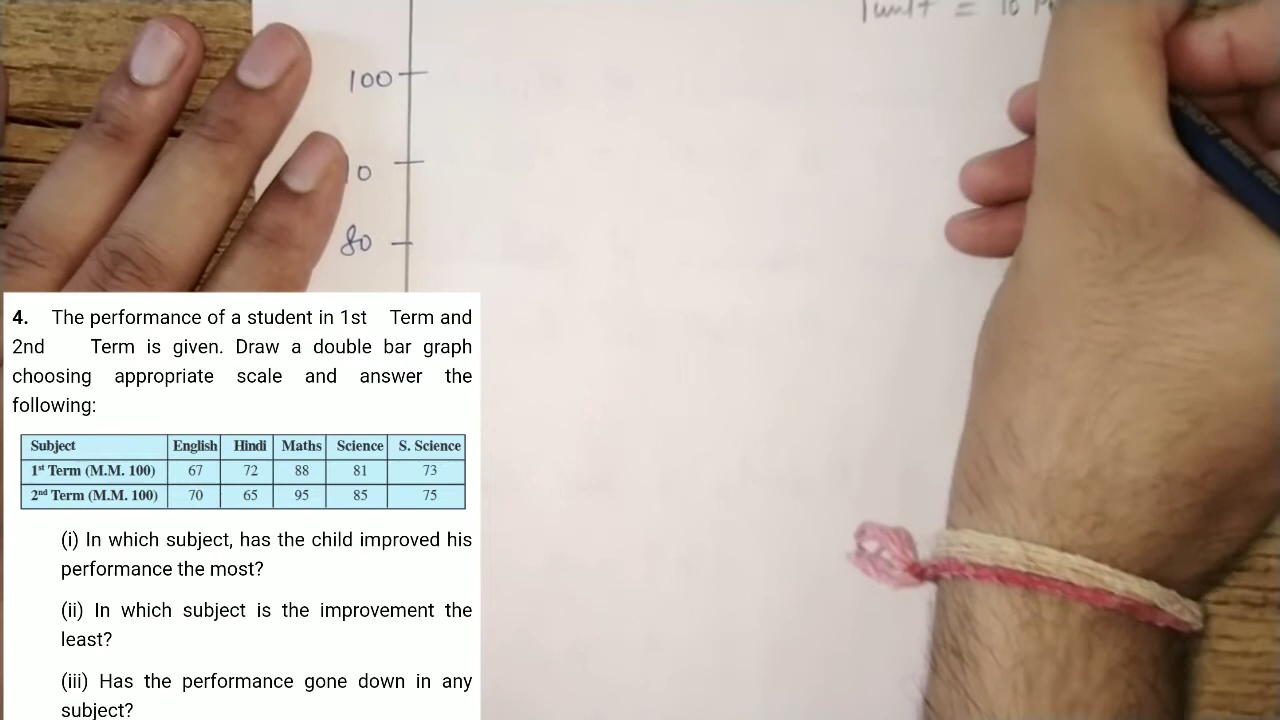 1 unit = 10
100
0
80
4. The performance of a student in 1st Term and
2nd Term is given. Draw a double bar graph
choosing appropriate scale and answer the
following:
Subject English Hindi Maths Science S. Science
1st Term (M.M. 100) 67 72 88 81 73
2nd Term (M.M. 100) 70 65 95 85 75
(i) In which subject, has the child improved his
performance the most?
(ii) In which subject is the improvement the
least?
(iii) Has the performance gone down in any
subject?